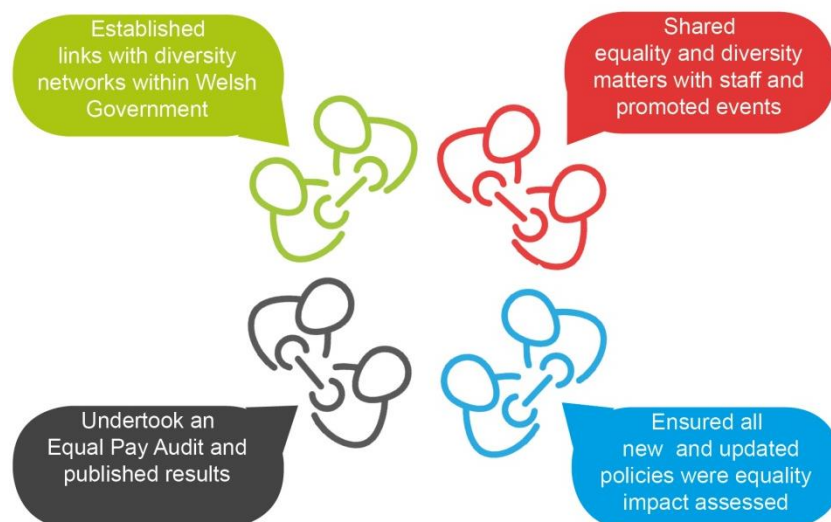 Established
links with diversity
networks within Welsh
Government
Shared
equality and diversity
matters with staff and
promoted events
Undertook an
Equal Pay Audit and
published results
Ensured all
new and updated
policies were equality
impact assessed